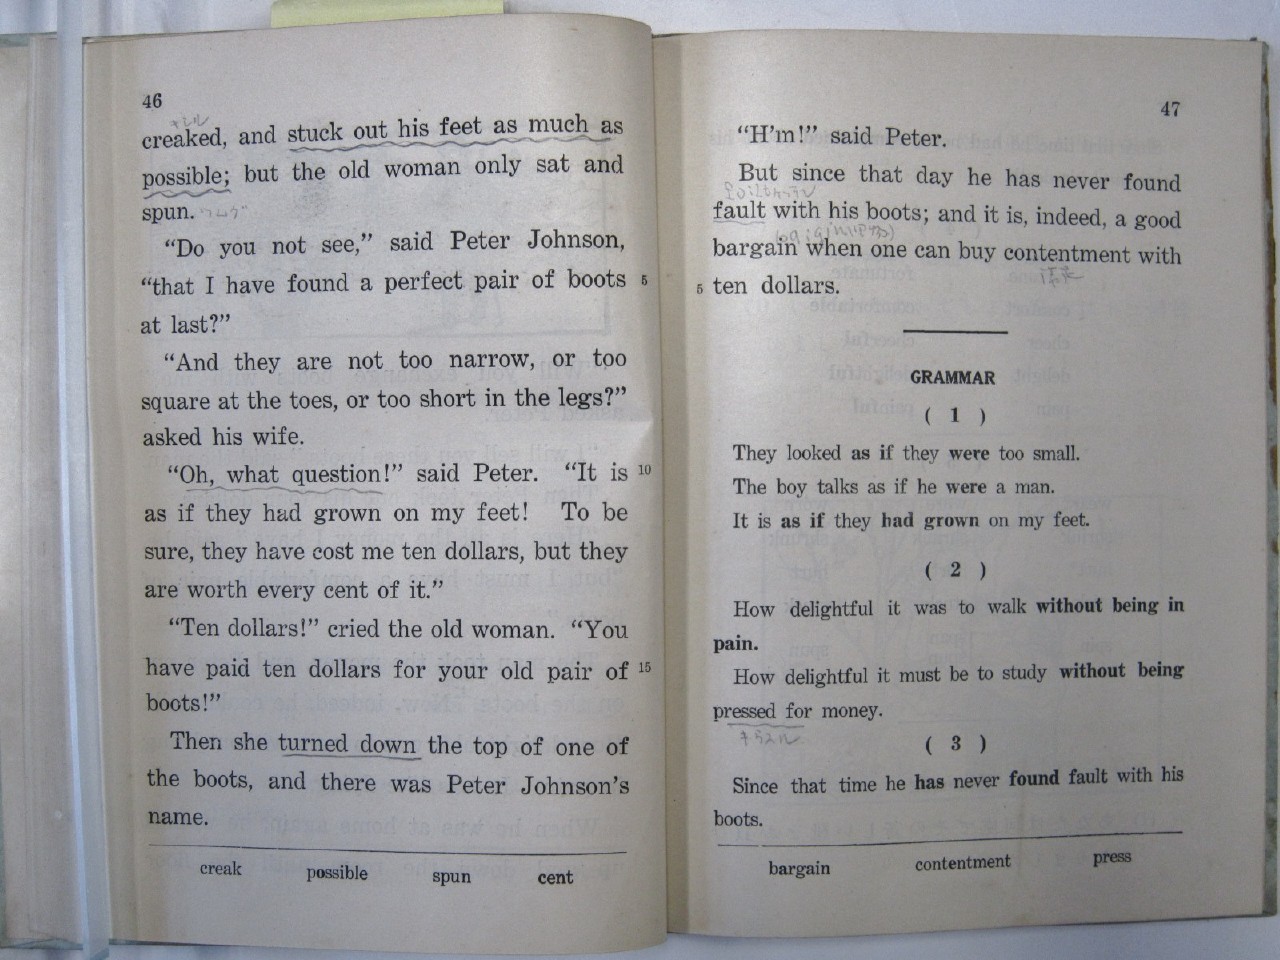 46
creaked, and stuck out his feet as much as
possible; but the old woman only sat and
spun.
"Do you not see," said Peter Johnson,
"that I have found a perfect pair of boots 5
at last?"
"And they are not too narrow, or too
square at the toes, or too short in the legs?"
asked his wife.
"Oh, what question!" said Peter. "It is 10
as if they had grown on my feet! To be
sure, they have cost me ten dollars, but they
are worth every cent of it."
"Ten dollars!" cried the old woman. "You
have paid ten dollars for your old pair of 15
boots!"
Then she turned down the top of one of
the boots, and there was Peter Johnson's
name.
creak possible spun cent
47
"H'm!" said Peter.
But since that day he has never found
fault with his boots; and it is, indeed, a good
bargain when one can buy contentment with
5 ten dollars.
GRAMMAR
( 1 )
They looked as if they were too small.
The boy talks as if he were a man.
It is as if they had grown on my feet.
( 2 )
How delightful it was to walk without being in
pain.
How delightful it must be to study without being
pressed for money.
( 3 )
Since that time he has never found fault with his
boots.
bargain contentment press